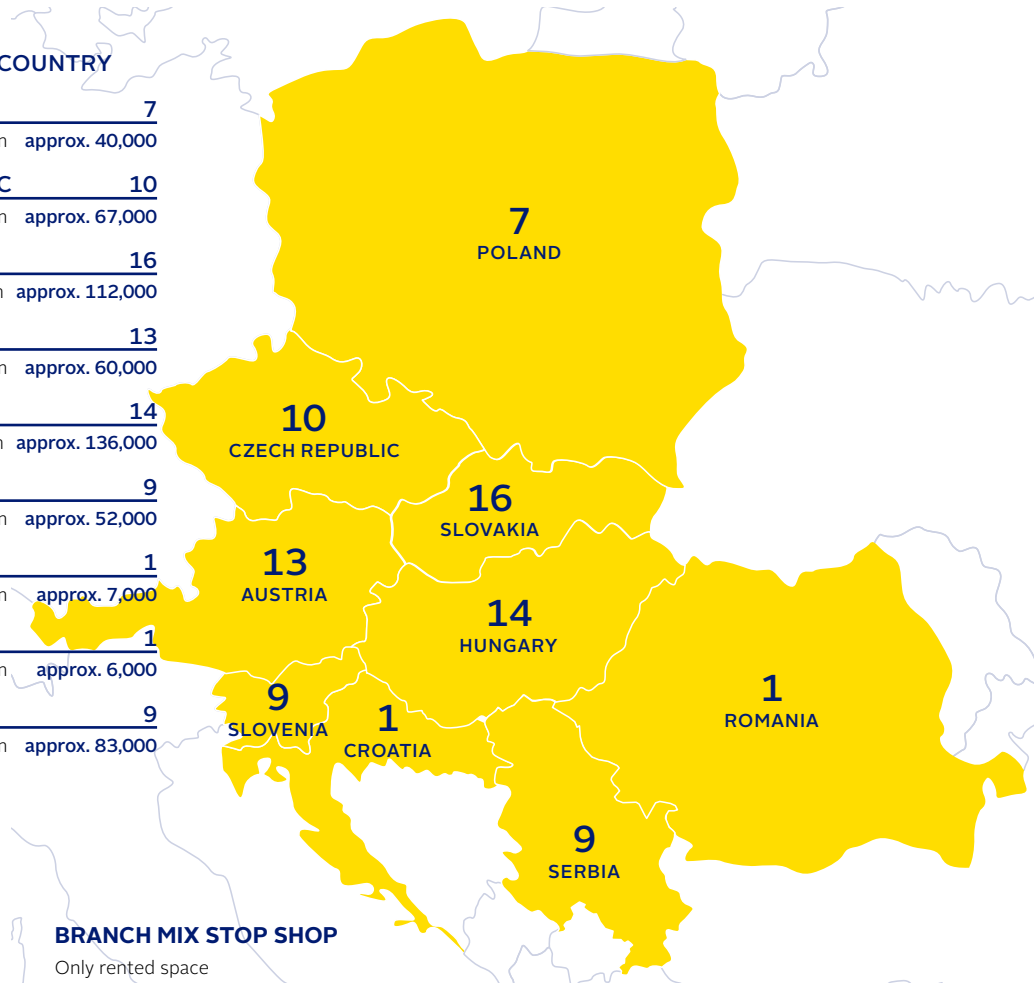 COUNTRY
7
approx. 40,000
C 10
approx. 67,000
16
approx. 112,000
13
approx. 60,000
14
approx. 136,000
9
approx. 52,000
1
approx. 7,000
1
approx. 6,000
9
approx. 83,000
7
POLAND
10
CZECH REPUBLIC
16
SLOVAKIA
13
AUSTRIA
14
HUNGARY
9
SLOVENIA
1
CROATIA
1
ROMANIA
9
SERBIA
BRANCH MIX STOP SHOP
Only rented space